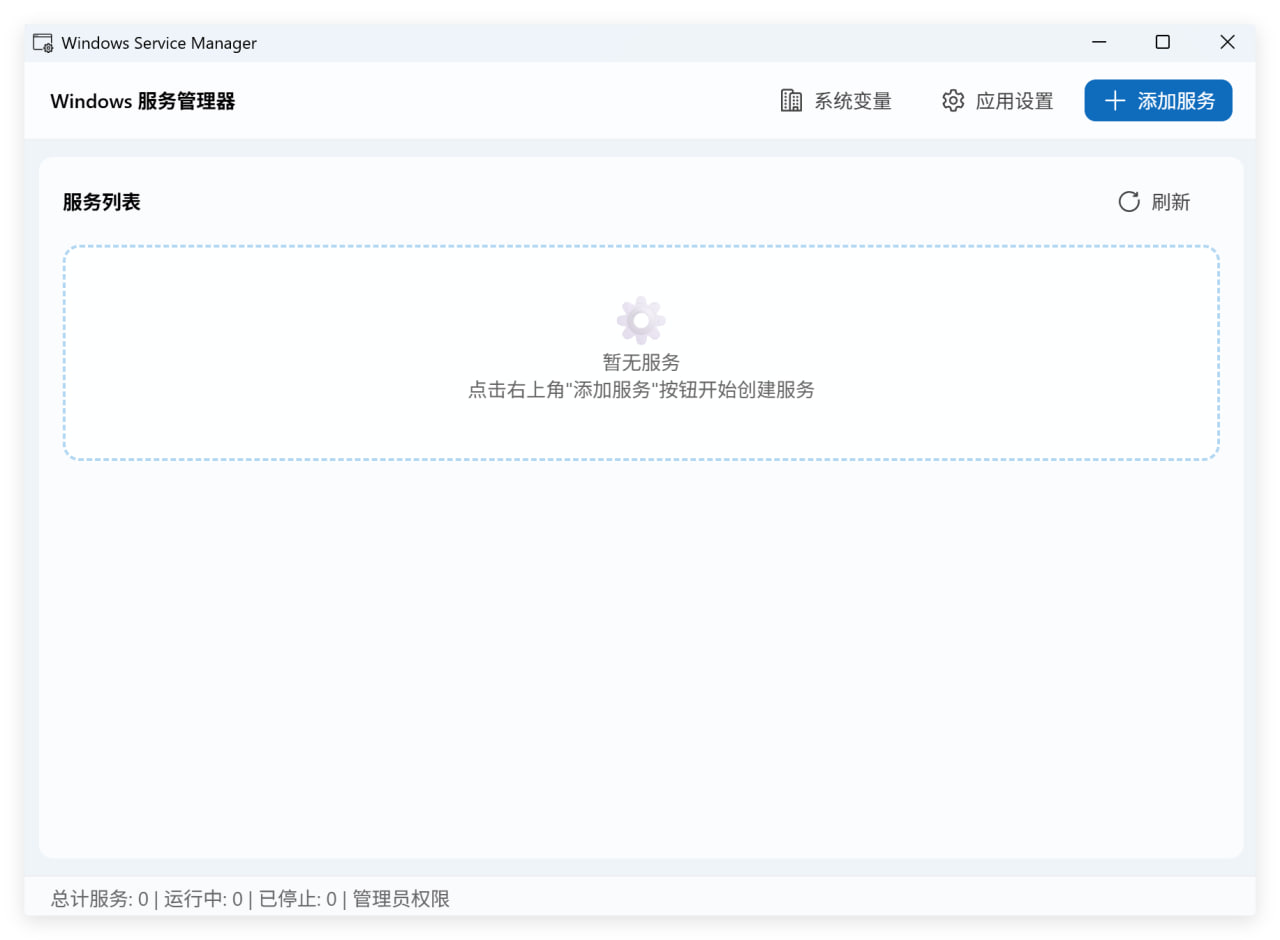 Windows Service Manager
Windows 服务管理器
系统变量
应用设置
添加服务
服务列表
刷新
暂无服务
点击右上角"添加服务"按钮开始创建服务
总计服务: 0 | 运行中: 0 | 已停止: 0 | 管理员权限